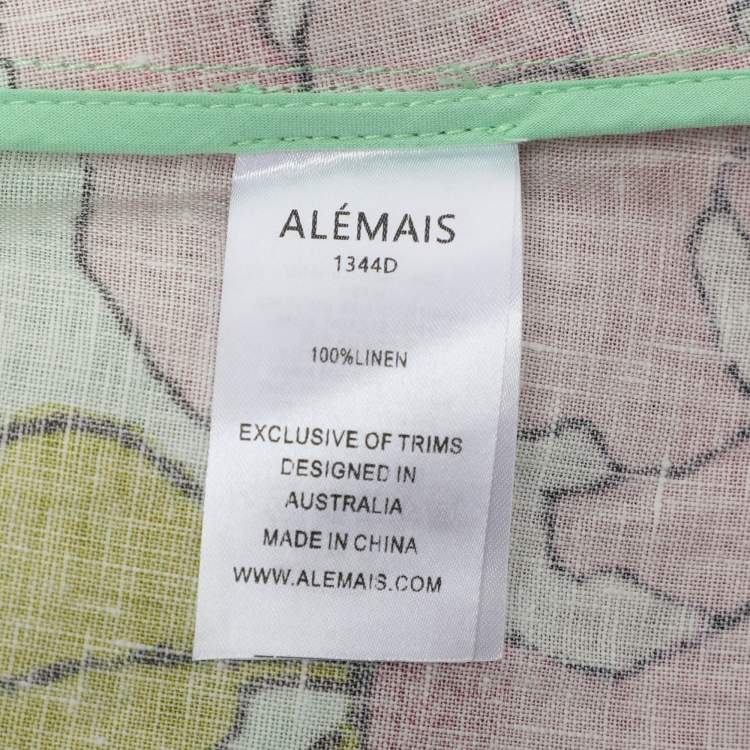 ALÉMAIS
1344D
100%LINEN
EXCLUSIVE OF TRIMS
DESIGNED IN
AUSTRALIA
MADE IN CHINA
WWW.ALEMAIS.COM